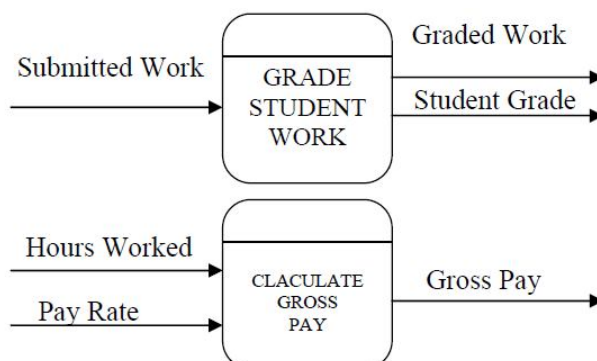 Submitted Work
GRADE
STUDENT
WORK
Graded Work
Student Grade
Hours Worked
Pay Rate
CLACULATE
GROSS
PAY
Gross Pay